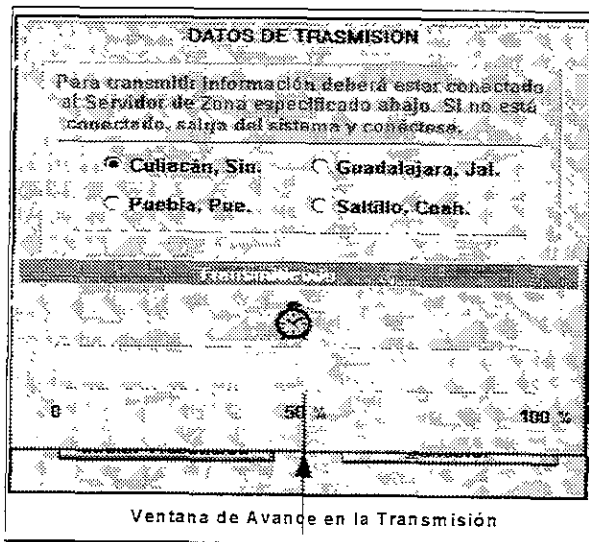 DATOS DE TRASMISION
Para transmitir información deberá estar conectado
al Servidor de Zona especificado abajo. Si no está
conectado, salga del sistema y conéctese.
Culiacán, Sin. Guadalajara, Jal.
Puebla, Pue. Saltillo, Coah.
0 50 % 100 %
Ventana de Avance en la Transmisión